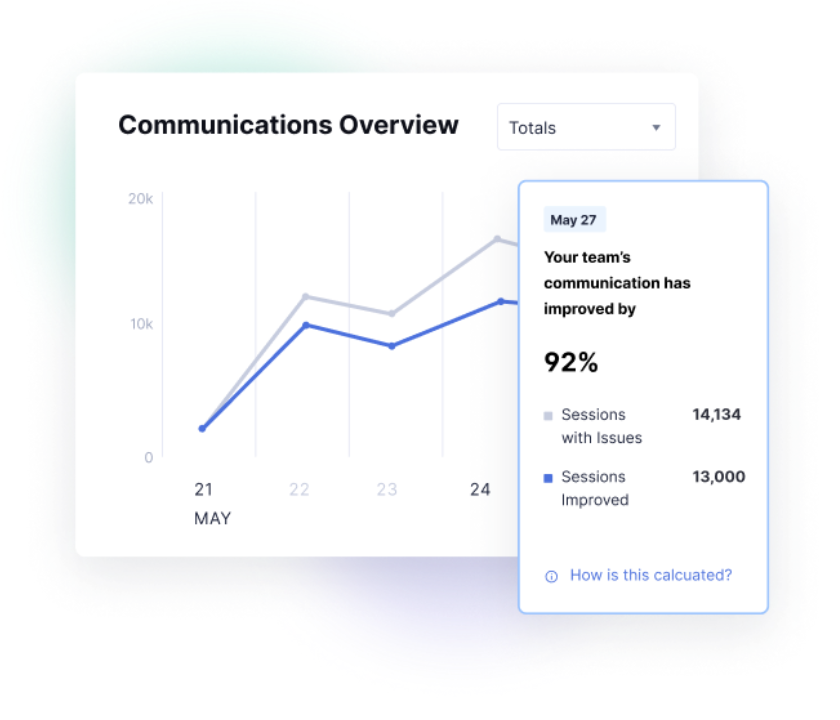 Communications Overview
Totals
20k
10k
0
21
22
23
24
MAY
May 27
Your team's
communication has
improved by
92%
Sessions
with Issues
14,134
Sessions
Improved
13,000
How is this calcuated?